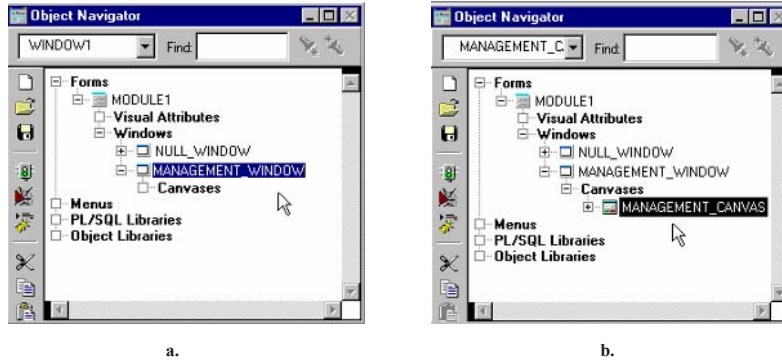 Object Navigator
WINDOW1
Find:
Forms
MODULE1
Visual Attributes
Windows
NULL_WINDOW
MANAGEMENT_WINDOW
Canvases
Menus
PL/SQL Libraries
Object Libraries
a.
Object Navigator
MANAGEMENT_C
Find:
Forms
MODULE1
Visual Attributes
Windows
NULL_WINDOW
MANAGEMENT_WINDOW
Canvases
MANAGEMENT_CANVAS
Menus
PL/SQL Libraries
Object Libraries
b.